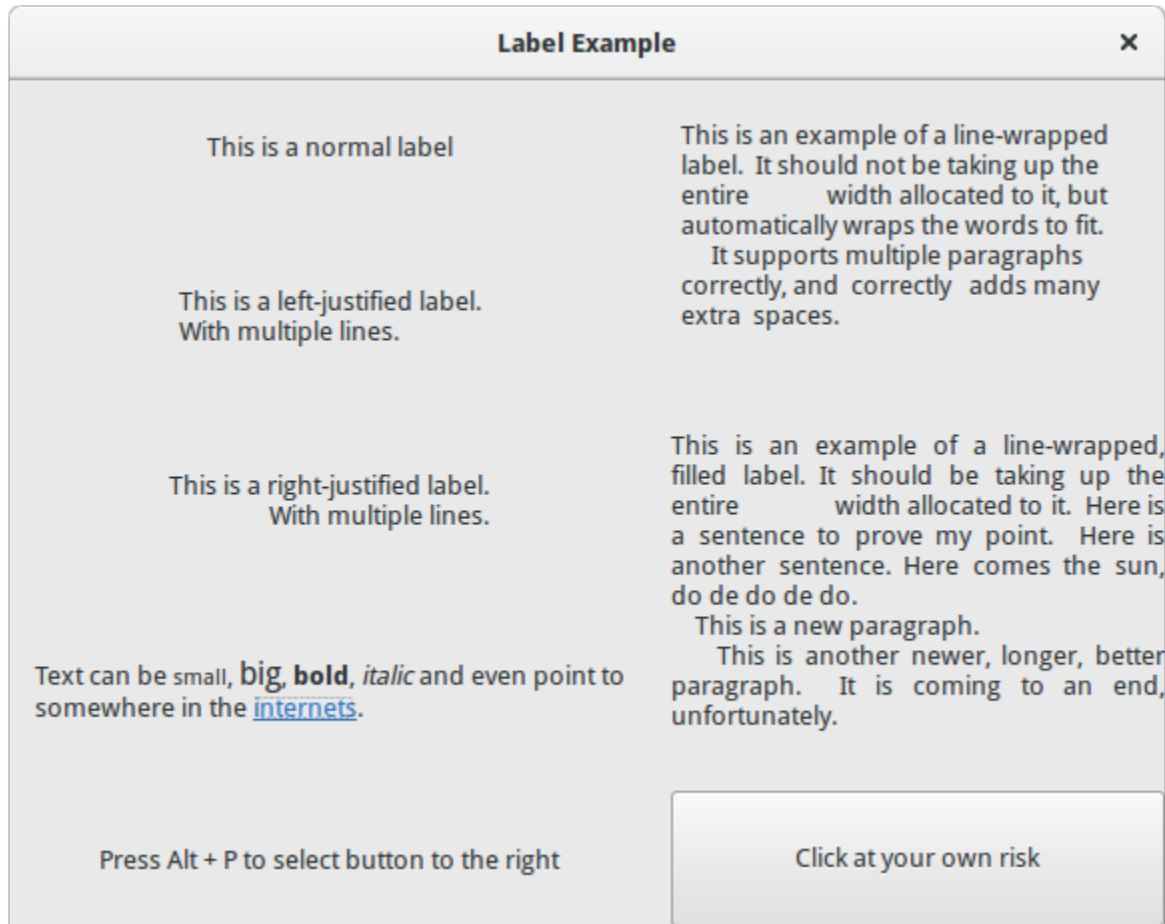 Label Example
This is a normal label
This is a left-justified label.
With multiple lines.
This is a right-justified label.
With multiple lines.
Text can be small, big, bold, italic and even point to
somewhere in the internets.
Press Alt + P to select button to the right
This is an example of a line-wrapped
label.  It should not be taking up the
entire          width allocated to it, but
automatically wraps the words to fit.
    It supports multiple paragraphs
correctly, and  correctly  adds many
extra  spaces.
This is an example of a line-wrapped,
filled label. It should be taking up the
entire          width allocated to it.  Here is
a sentence to prove my point.  Here is
another sentence. Here comes the sun,
do de do de do.
   This is a new paragraph.
    This is another newer, longer, better
paragraph.  It is coming to an end,
unfortunately.
Click at your own risk